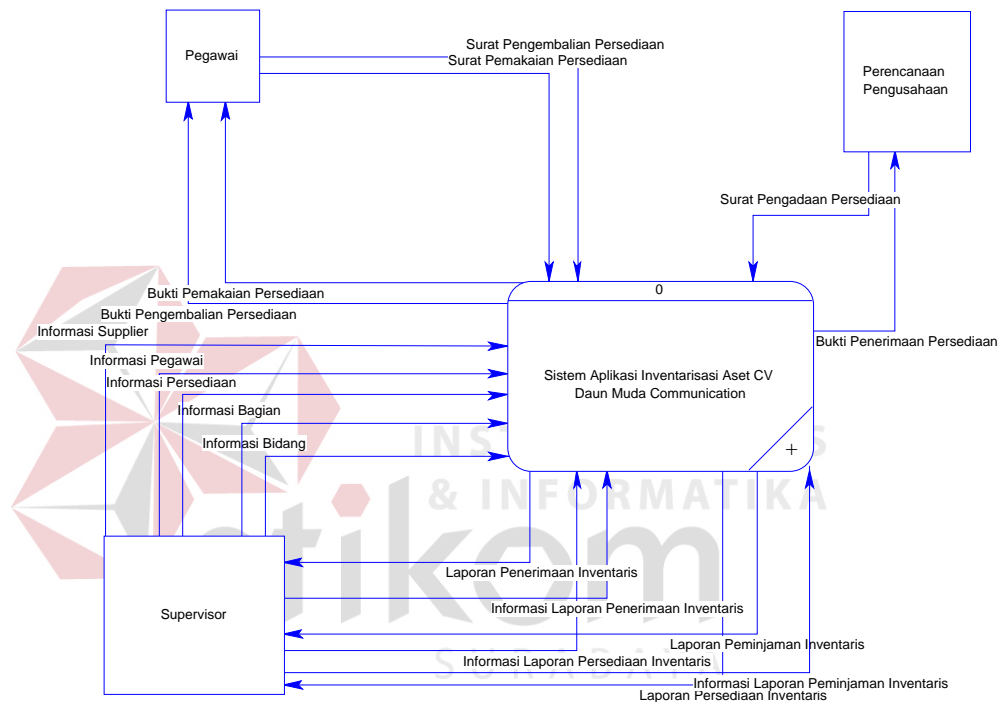 Pegawai
Surat Pengembalian Persediaan
Surat Pemakaian Persediaan
Perencanaan
Pengusahaan
Surat Pengadaan Persediaan
0
Bukti Pemakaian Persediaan
Bukti Pengembalian Persediaan
Informasi Supplier
Bukti Penerimaan Persediaan
Informasi Pegawai
Sistem Aplikasi Inventarisasi Aset CV
Daun Muda Communication
Informasi Persediaan
Informasi Bagian
Informasi Bidang
+
& INFORMATIKA
stikom
SURABAYA
Laporan Penerimaan Inventaris
Informasi Laporan Penerimaan Inventaris
Supervisor
Laporan Peminjaman Inventaris
Informasi Laporan Persediaan Inventaris
Informasi Laporan Peminjaman Inventaris
Laporan Persediaan Inventaris